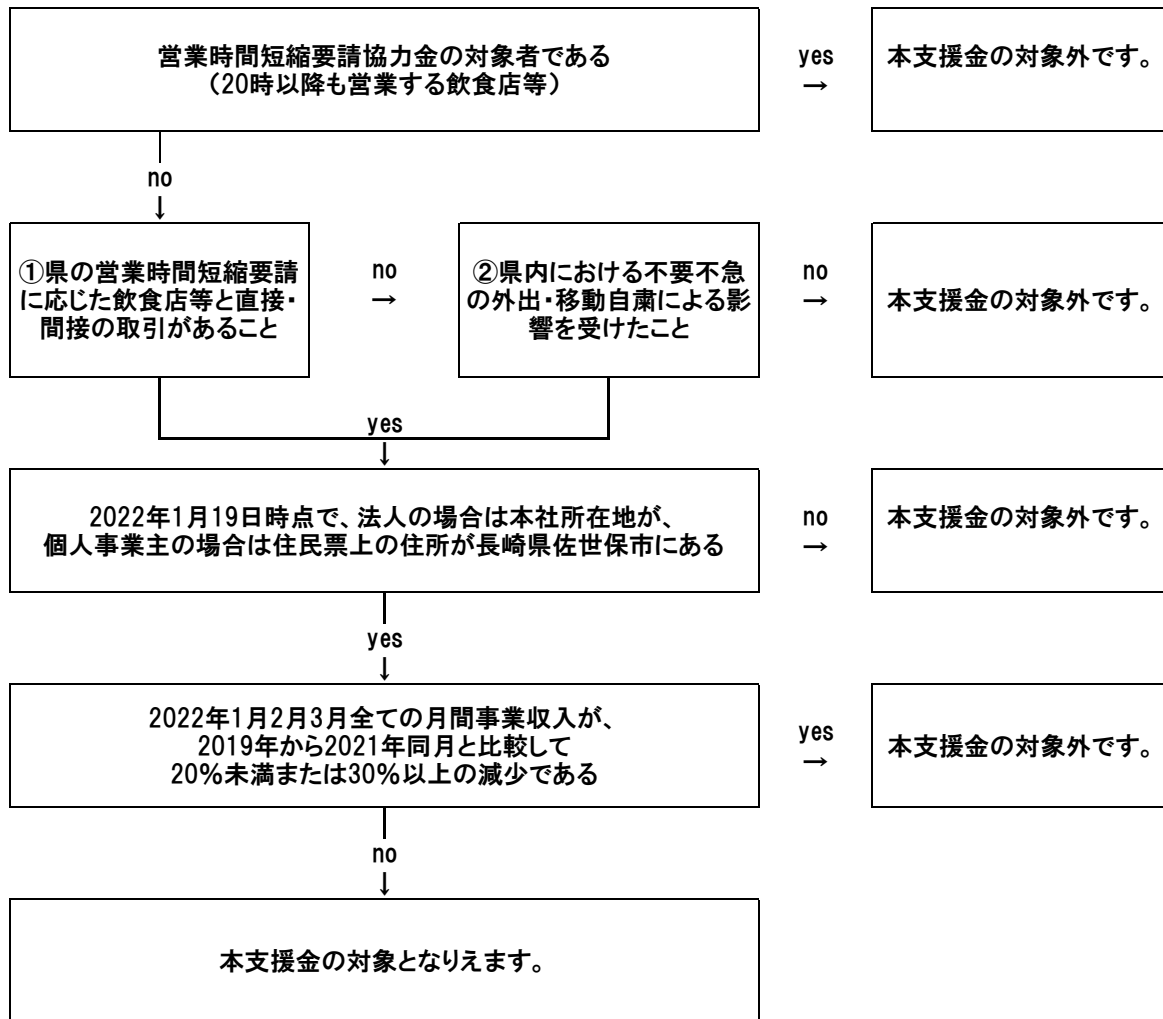 営業時間短縮要請協力金の対象者である
（20時以降も営業する飲食店等）
yes
→
本支援金の対象外です。
no
↓
①県の営業時間短縮要請
に応じた飲食店等と直接・
間接の取引があること
no
→
②県内における不要不急
の外出・移動自粛による影
響を受けたこと
no
→
本支援金の対象外です。
yes
↓
2022年1月19日時点で、法人の場合は本社所在地が、
個人事業主の場合は住民票上の住所が長崎県佐世保市にある
no
→
本支援金の対象外です。
yes
↓
2022年1月2月3月全ての月間事業収入が、
2019年から2021年同月と比較して
20％未満または30％以上の減少である
yes
→
本支援金の対象外です。
no
↓
本支援金の対象となりえます。